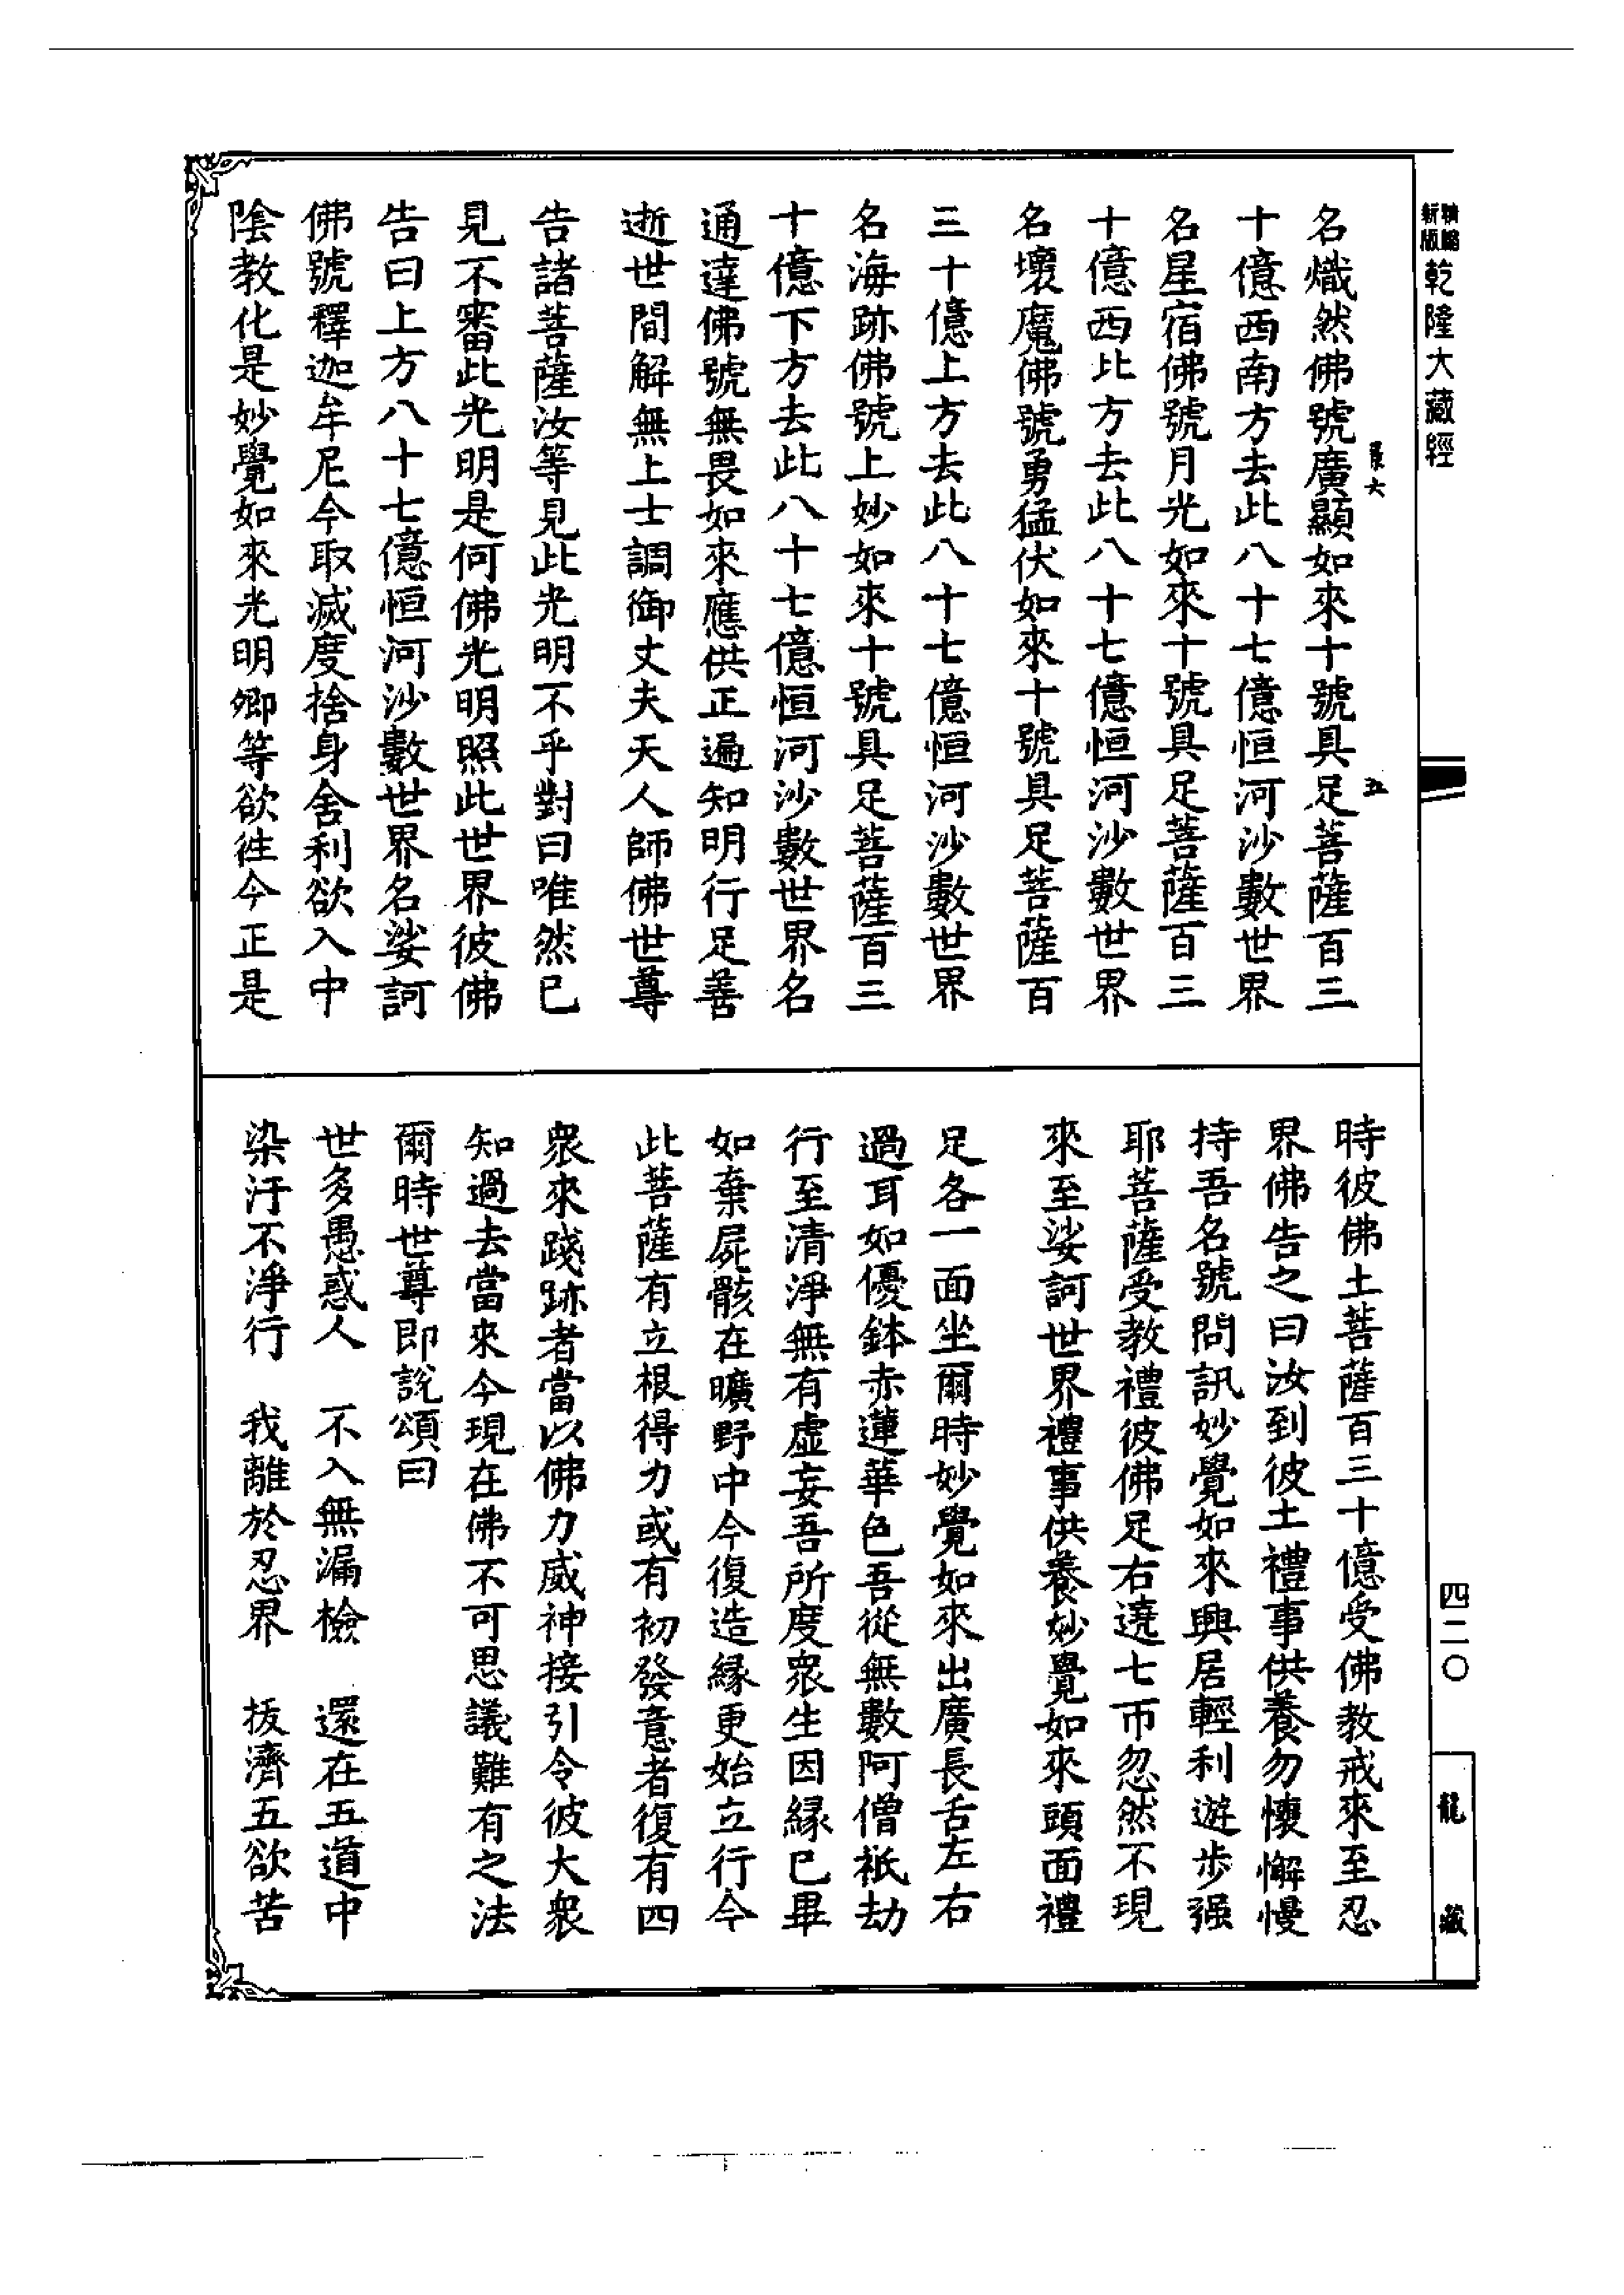 新版
乾隆大藏經
名熾然佛號廣顯如來十號具足菩薩百三
十億西南方去此八十七億恒河沙數世界
名星宿佛號月光如來十號具足菩薩百三
十億西北方去此八十七億恒河沙數世界
名壞魔佛號勇猛伏如來十號具足菩薩百
三十億上方去此八十七億恒河沙數世界
名海跡佛號上妙如來十號具足菩薩百三
十億下方去此八十七億恒河沙數世界名
通達佛號無畏如來應供正遍知明行足善
逝世間解無上士調御丈夫天人師佛世尊
告諸菩薩汝等見此光明不乎對曰唯然已
見不審此光明是何佛光明照此世界彼佛
告曰上方八十七億恒河沙數世界名娑訶
佛號釋迦牟尼今取滅度捨身舍利欲入中
陰教化是妙覺如來光明卿等欲徃今正是
時彼佛土菩薩百三十億受佛教戒來至忍
界佛告之曰汝到彼土禮事供養勿懷懈慢
持吾名號問訊妙覺如來興居輕利遊步强
耶菩薩受教禮彼佛足右遶七帀忽然不現
來至娑訶世界禮事供養妙覺如來頭面禮
足各一面坐爾時妙覺如來出廣長舌左右
過耳如優鉢赤蓮華色吾從無數阿僧祇劫
行至清淨無有虛妄吾所度衆生因緣已畢
如棄屍骸在曠野中今復造緣更始立行今
此菩薩有立根得力或有初發意者復有四
衆來踐跡者當以佛力威神接引令彼大衆
知過去當來今現在佛不可思議難有之法
爾時世尊即說頌曰
世多愚惑人　不入無漏檢　還在五道中
染汙不淨行　我離於忍界　拔濟五欲苦
四二〇
龍藏